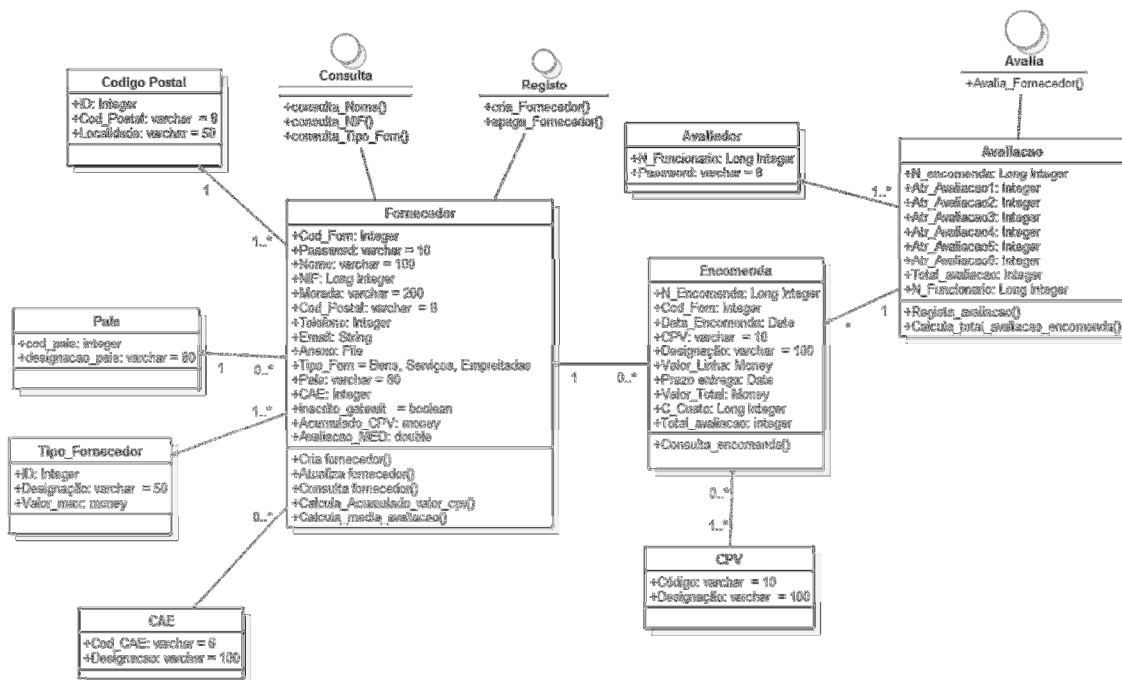 Codigo Postal
+ID: Integer
+Cod_Postal: varchar = 8
+Localidade: varchar = 50
Consulta
+consulta_Nome()
+consulta_NIF()
+consulta_Tipo_Forn()
Registo
+cria_Fornecedor()
+apaga_Fornecedor()
Avalia
+Avalia_Fornecedor()
Avaliador
+N_Funcionario: Long Integer
+Password: varchar = 8
Avaliacao
+N_encomenda: Long Integer
+Atr_Avaliacao1: Integer
+Atr_Avaliacao2: Integer
+Atr_Avaliacao3: Integer
+Atr_Avaliacao4: Integer
+Atr_Avaliacao5: Integer
+Atr_Avaliacao6: Integer
+Total_avaliacao: Integer
+N_Funcionario: Long Integer
+Regista_avaliacao()
+Calcula_total_avaliacao_encomenda()
1
1..*
1..*
1
*
Fornecedor
+Cod_Forn: Integer
+Password: varchar = 10
+Nome: varchar = 100
+NIF: Long Integer
+Morada: varchar = 200
+Cod_Postal: varchar = 8
+Telefone: Integer
+Email: String
+Anexo: File
+Tipo_Forn = Bens, Serviços, Empreitadas
+Pais: varchar = 80
+CAE: Integer
+Inscrito_gatewit = boolean
+Acumulado_CPV: money
+Avaliacao_MED: double
+Cria fornecedor()
+Atualiza fornecedor()
+Consulta fornecedor()
+Calcula_Acumulado_valor_cpv()
+Calcula_media_avaliacao()
Encomenda
+N_Encomenda: Long Integer
+Cod_Forn: Integer
+Data_Encomenda: Date
+CPV: varchar = 10
+Designação: varchar = 100
+Valor_Linha: Money
+Prazo entrega: Date
+Valor_Total: Money
+C_Custo: Long Integer
+Total_avaliacao: integer
+Consulta_encomenda()
Pais
+cod_pais: integer
+designacao_pais: varchar = 80
1
0..*
1
0..*
1..*
Tipo_Fornecedor
+ID: Integer
+Designação: varchar = 50
+Valor_max: money
0..*
0..*
1..*
CPV
+Código: varchar = 10
+Designação: varchar = 100
CAE
+Cod_CAE: varchar = 6
+Designacao: varchar = 100